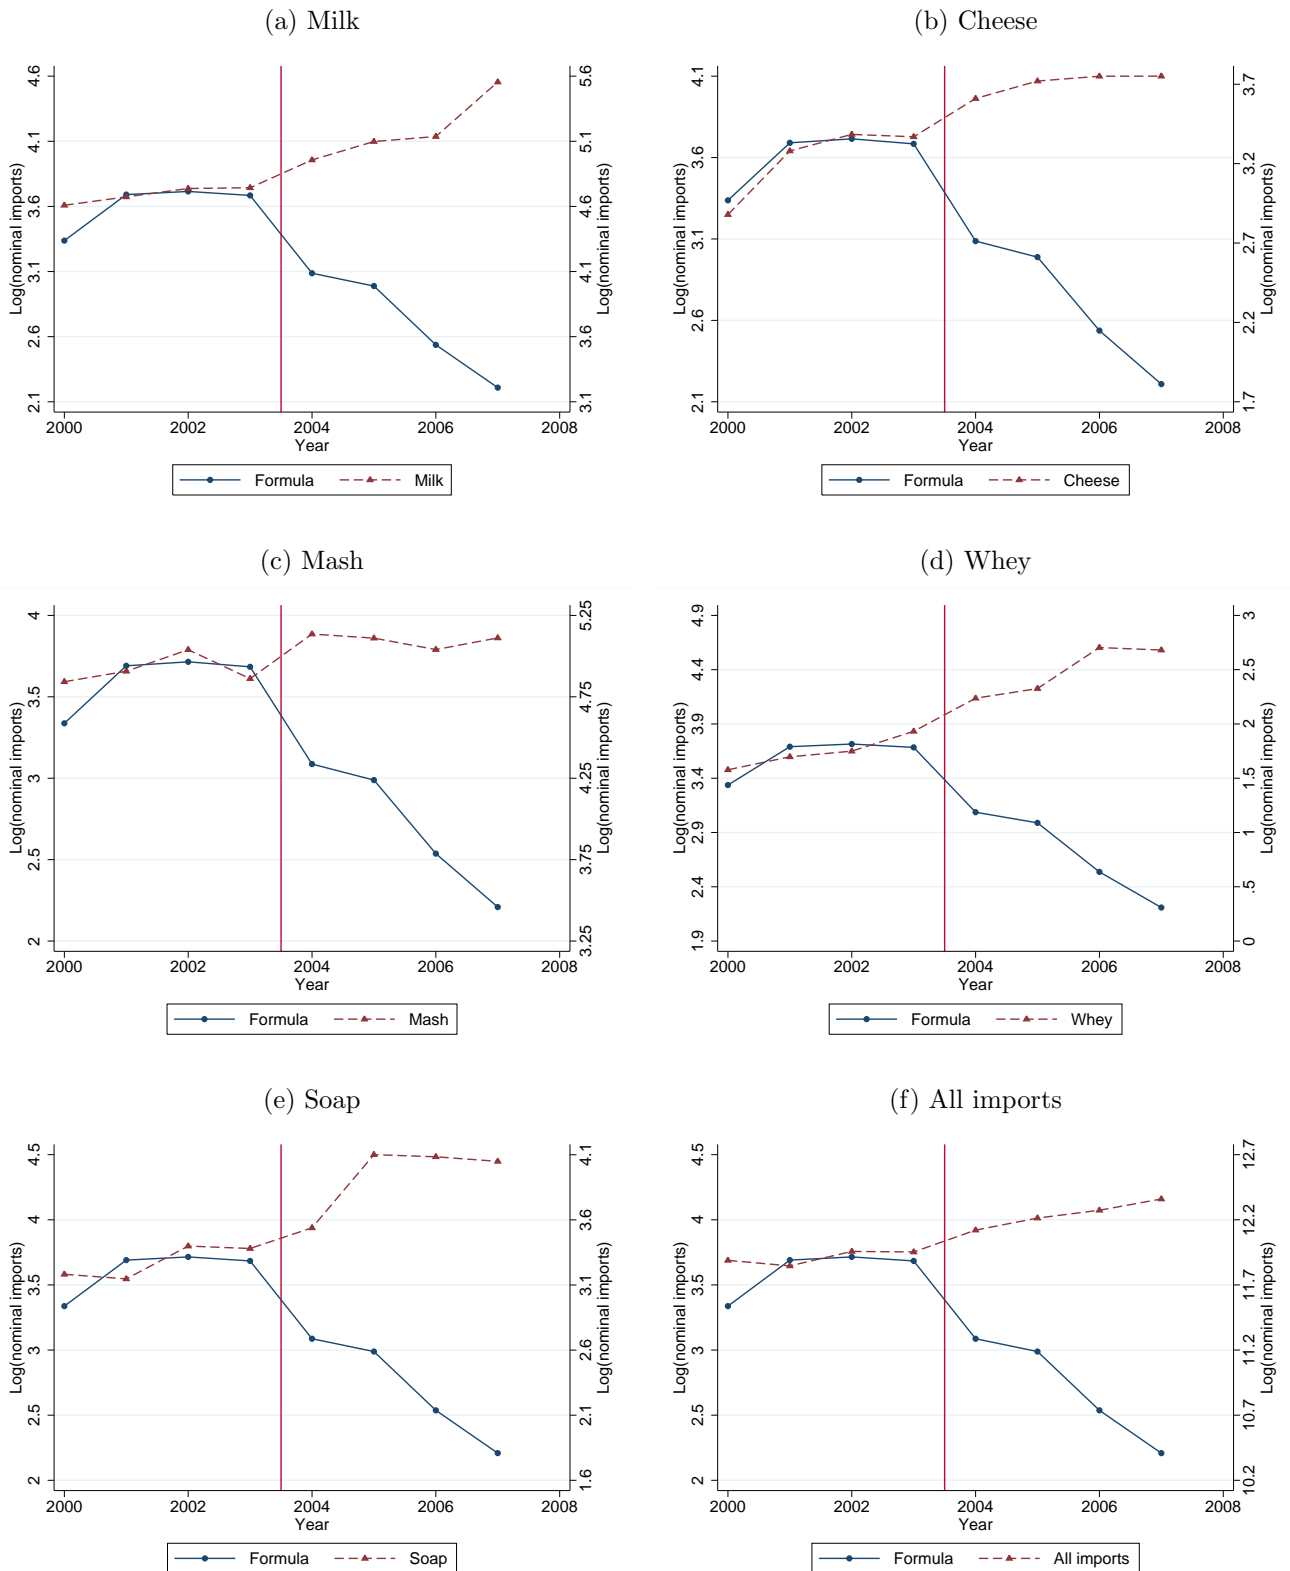 (a) Milk
(b) Cheese
Log(nominal imports)
2.1 2.6 3.1 3.6 4.1 4.6
3.1 3.6 4.1 4.6 5.1 5.6
Log(nominal imports)
2000 2002 2004 2006 2008
Year
Formula Milk
Log(nominal imports)
2.1 2.6 3.1 3.6 4.1
1.7 2.2 2.7 3.2 3.7
Log(nominal imports)
2000 2002 2004 2006 2008
Year
Formula Cheese
(c) Mash
(d) Whey
Log(nominal imports)
2 2.5 3 3.5 4
3.25 3.75 4.25 4.75 5.25
Log(nominal imports)
2000 2002 2004 2006 2008
Year
Formula Mash
Log(nominal imports)
1.9 2.4 2.9 3.4 3.9 4.4 4.9
0 .5 1 1.5 2 2.5 3
Log(nominal imports)
2000 2002 2004 2006 2008
Year
Formula Whey
(e) Soap
(f) All imports
Log(nominal imports)
2 2.5 3 3.5 4 4.5
1.6 2.1 2.6 3.1 3.6 4.1
Log(nominal imports)
2000 2002 2004 2006 2008
Year
Formula Soap
Log(nominal imports)
2 2.5 3 3.5 4 4.5
10.2 10.7 11.2 11.7 12.2 12.7
Log(nominal imports)
2000 2002 2004 2006 2008
Year
Formula All imports